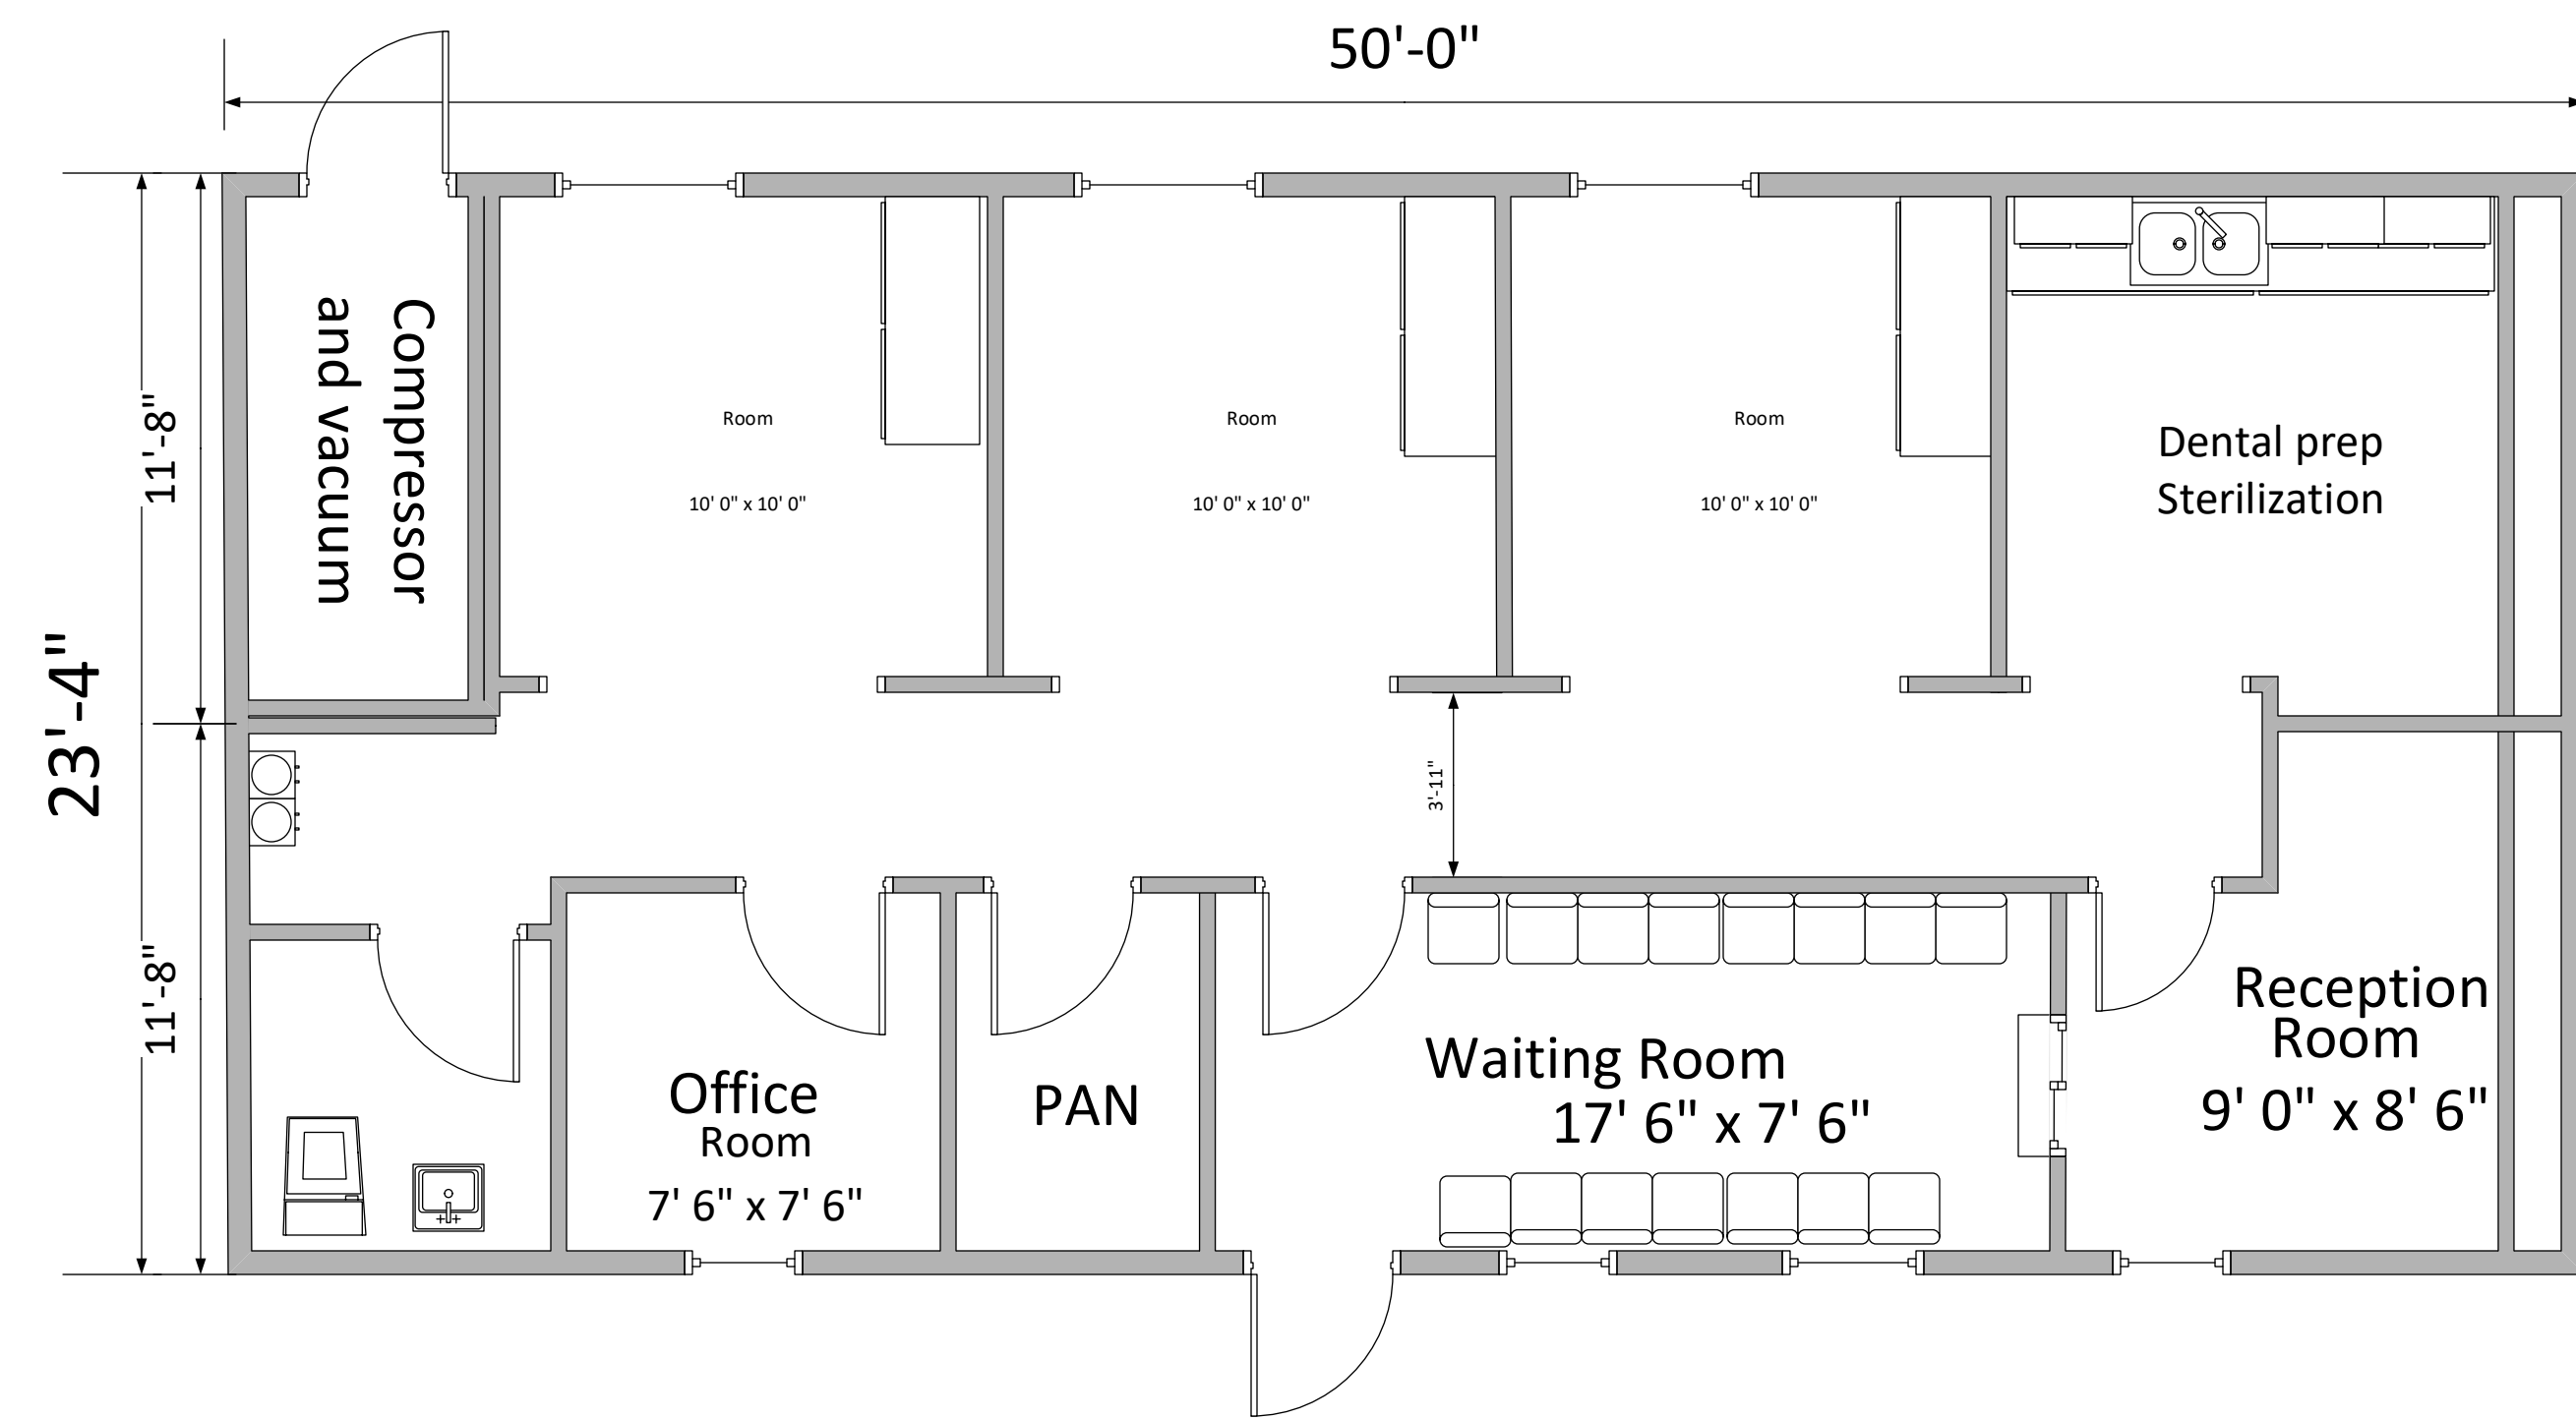 50'-0"
Compressor
and vacuum
11'-8"
23'-4"
11'-8"
Room
10' 0" x 10' 0"
Room
10' 0" x 10' 0"
Room
10' 0" x 10' 0"
Dental prep
Sterilization
3'-11"
Office
Room
7' 6" x 7' 6"
PAN
Waiting Room
17' 6" x 7' 6"
Reception
Room
9' 0" x 8' 6"